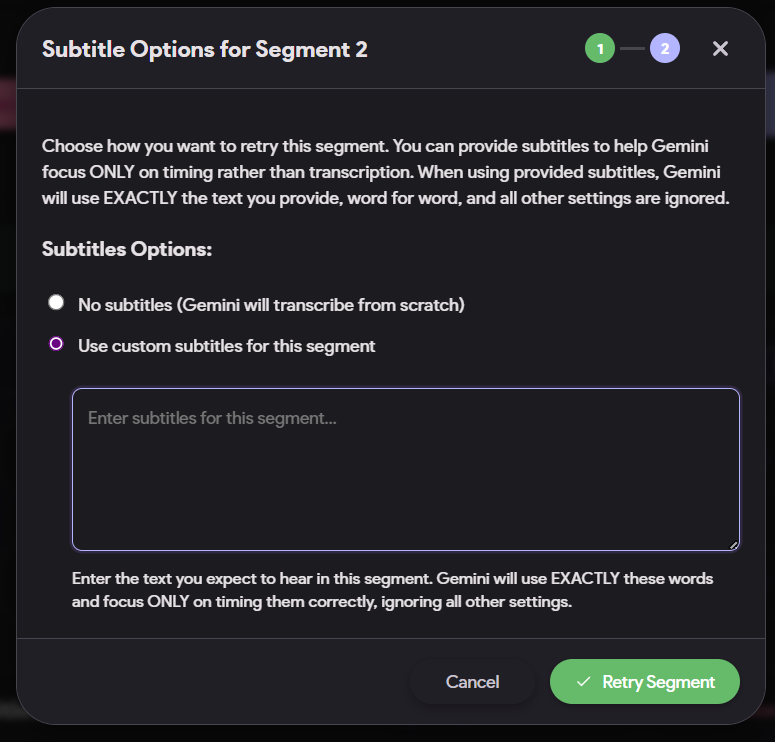 Subtitle Options for Segment 2
1
2
Choose how you want to retry this segment. You can provide subtitles to help Gemini
focus ONLY on timing rather than transcription. When using provided subtitles, Gemini
will use EXACTLY the text you provide, word for word, and all other settings are ignored.
Subtitles Options:
No subtitles (Gemini will transcribe from scratch)
Use custom subtitles for this segment
Enter subtitles for this segment...
Enter the text you expect to hear in this segment. Gemini will use EXACTLY these words
and focus ONLY on timing them correctly, ignoring all other settings.
Cancel
Retry Segment